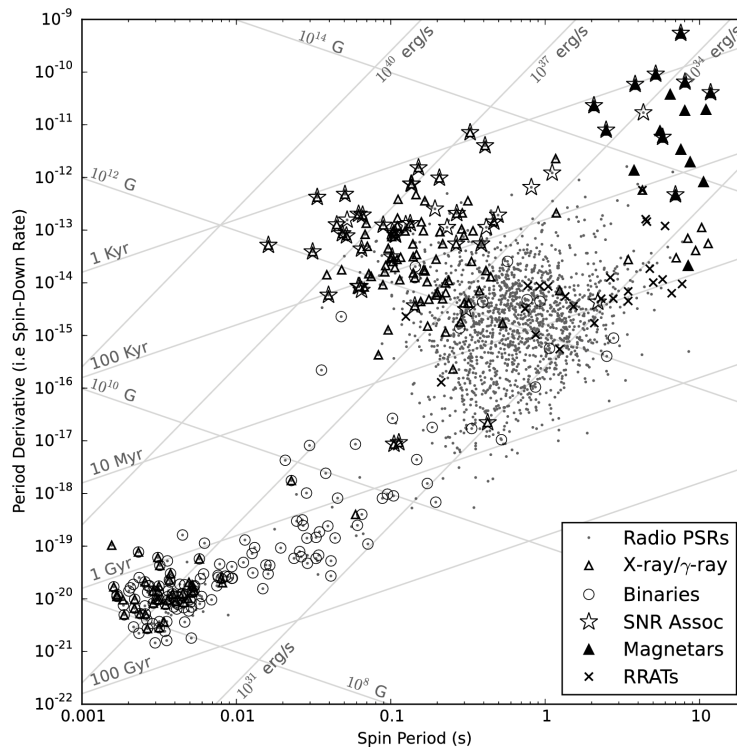 Period Derivative (i.e Spin-Down Rate)
10^-9
10^-10
10^-11
10^-12
10^-13
10^-14
10^-15
10^-16
10^-17
10^-18
10^-19
10^-20
10^-21
10^-22
10^14 G
10^40 erg/s
10^37 erg/s
10^34 erg/s
10^12 G
1 Kyr
100 Kyr
10^10 G
10 Myr
1 Gyr
100 Gyr
10^31 erg/s
10^8 G
Radio PSRs
X-ray/γ-ray
Binaries
SNR Assoc
Magnetars
RRATs
0.001
0.01
0.1
1
10
Spin Period (s)